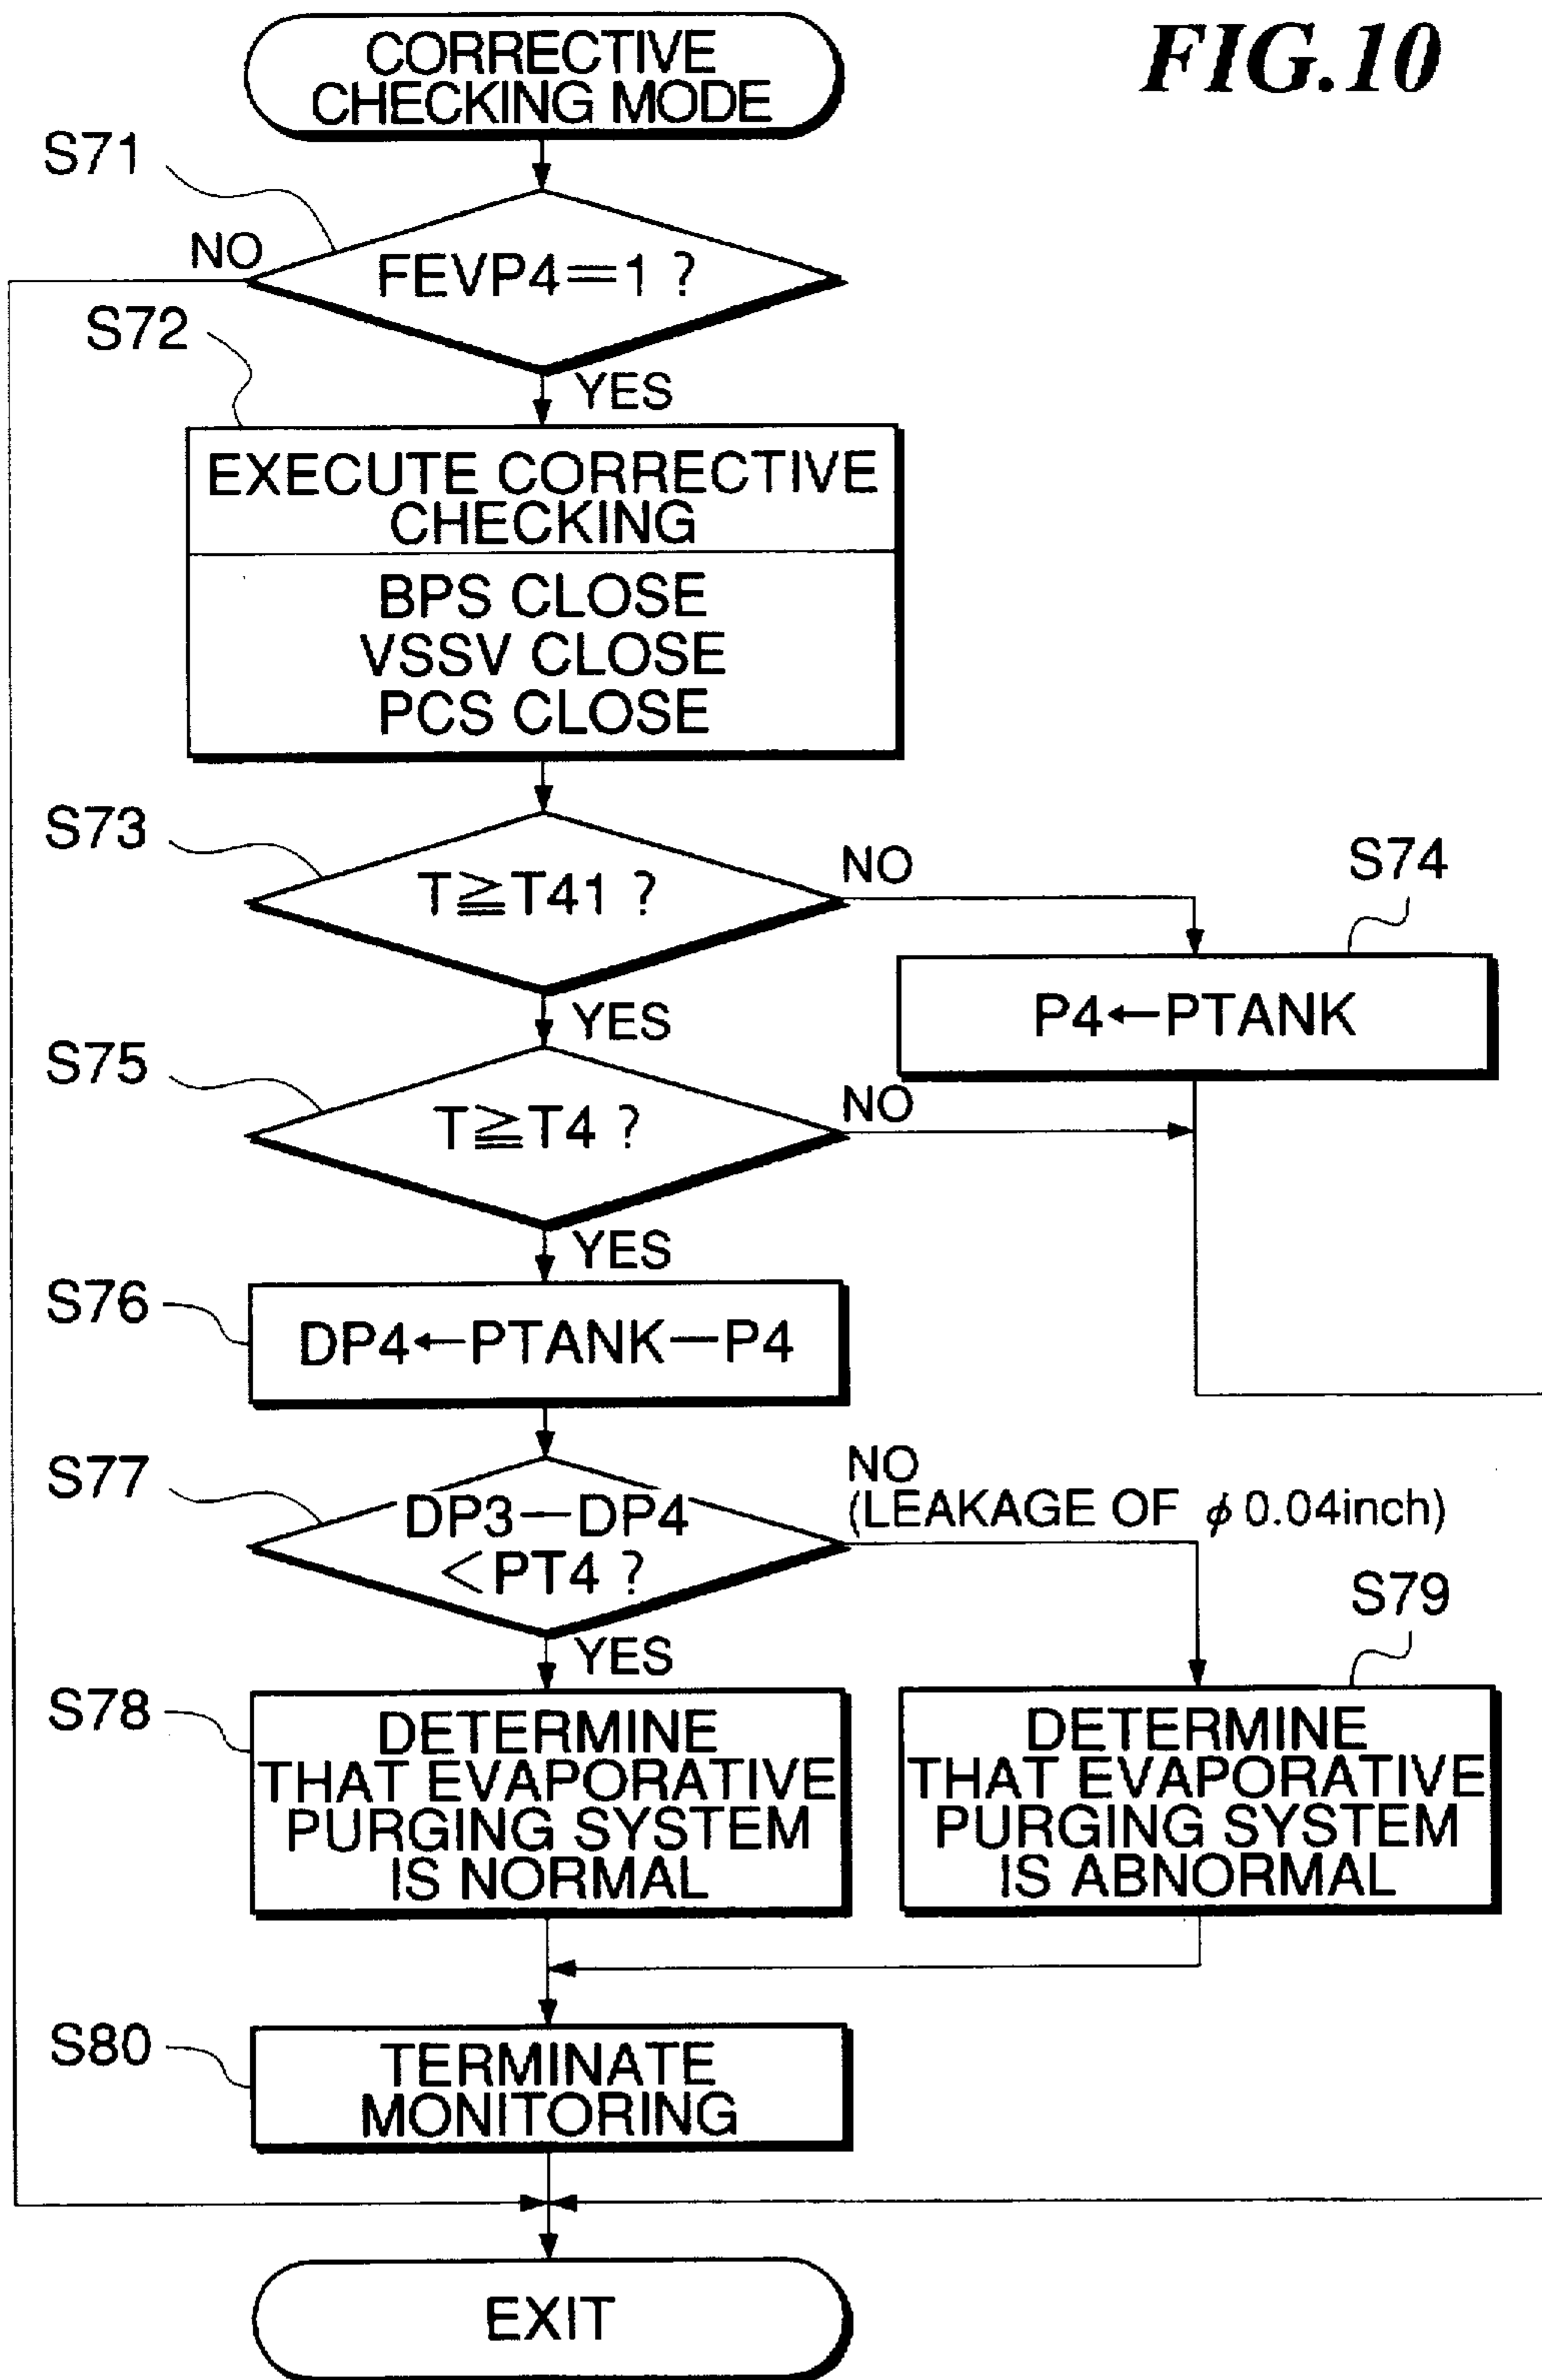 FIG.10
CORRECTIVE
CHECKING MODE
S71
NO
FEVP4=1 ?
S72
YES
EXECUTE CORRECTIVE
CHECKING
BPS CLOSE
VSSV CLOSE
PCS CLOSE
S73
T≧T41 ?
NO
S74
P4←PTANK
YES
S75
T≧T4 ?
NO
YES
S76
DP4←PTANK−P4
S77
DP3−DP4
<PT4 ?
NO
(LEAKAGE OF ϕ 0.04inch)
S79
YES
S78
DETERMINE
THAT EVAPORATIVE
PURGING SYSTEM
IS NORMAL
DETERMINE
THAT EVAPORATIVE
PURGING SYSTEM
IS ABNORMAL
S80
TERMINATE
MONITORING
EXIT